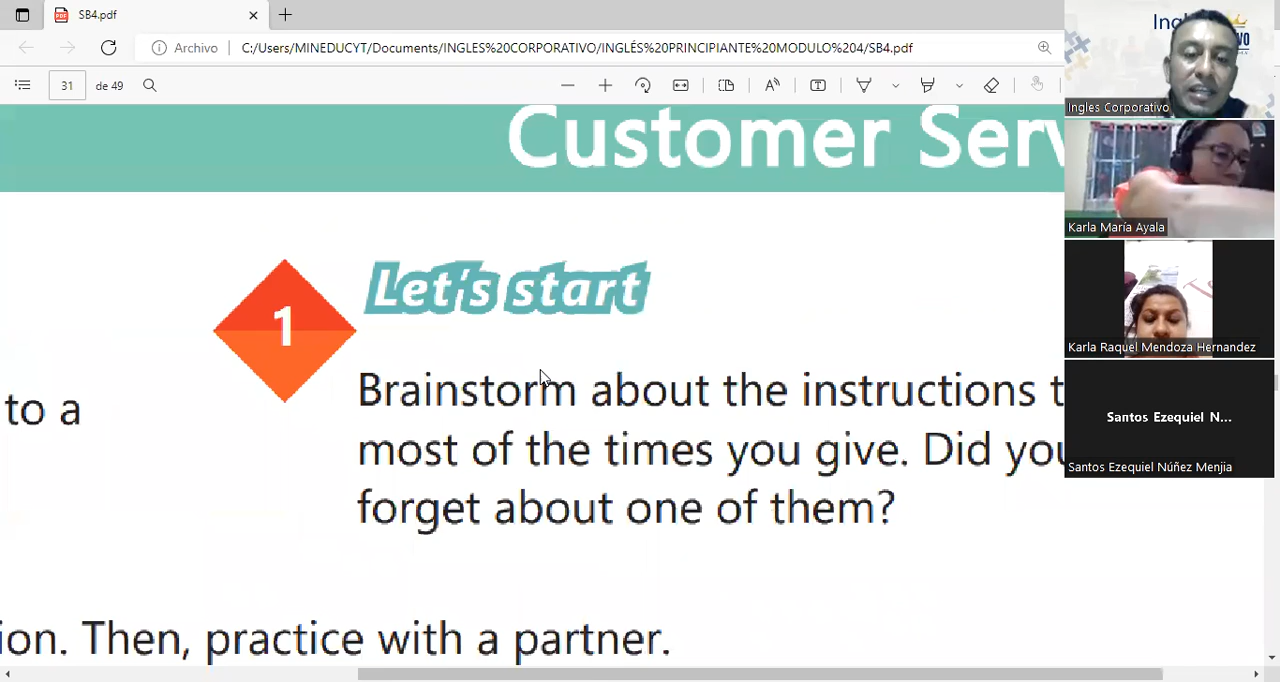 SB4.pdf
Archivo
C:/Users/MINEDUCYT/Documents/INGLES%20CORPORATIVO/INGLÉS%20PRINCIPIANTE%20MODULO%204/SB4.pdf
31 de 49
Customer Serv
1
Let's start
Brainstorm about the instructions t
most of the times you give. Did you
forget about one of them?
to a
ion. Then, practice with a partner.
Ingles Corporativo
Karla María Ayala
Karla Raquel Mendoza Hernandez
Santos Ezequiel N...
Santos Ezequiel Núñez Menjia